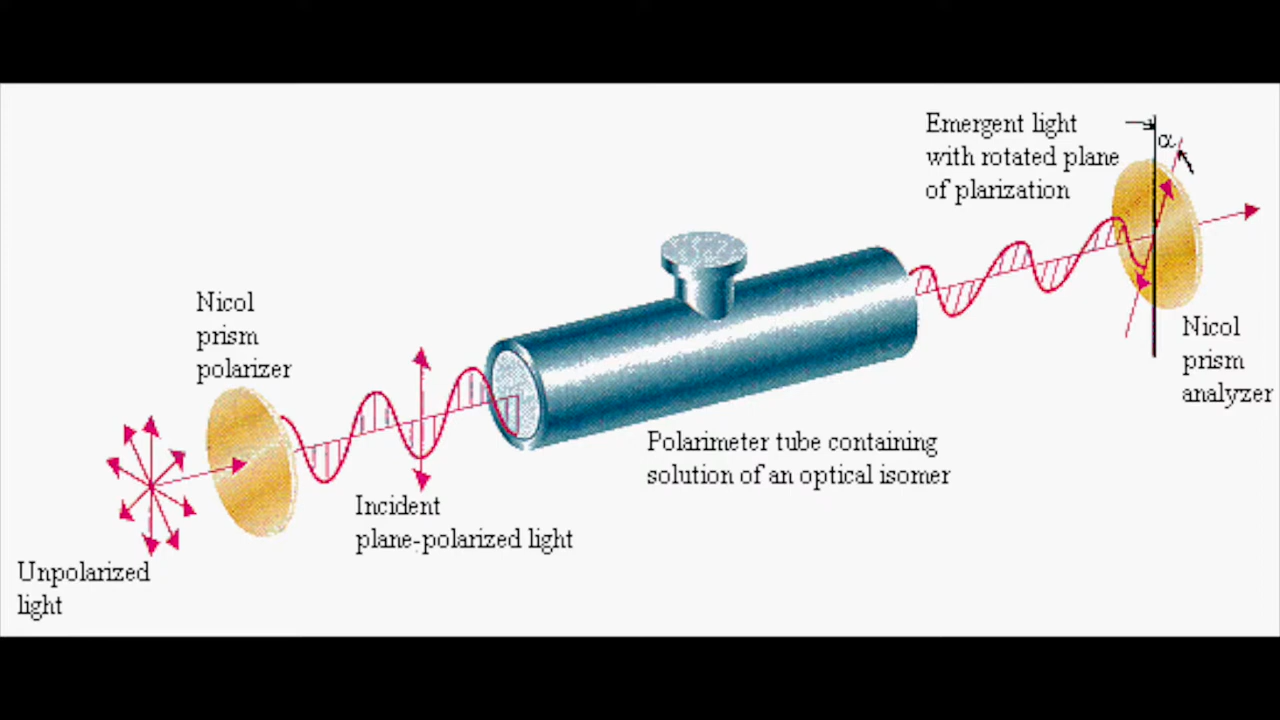 Emergent light
with rotated plane
of plarization
α
Nicol
prism
polarizer
Nicol
prism
analyzer
Polarimeter tube containing
solution of an optical isomer
Incident
plane-polarized light
Unpolarized
light